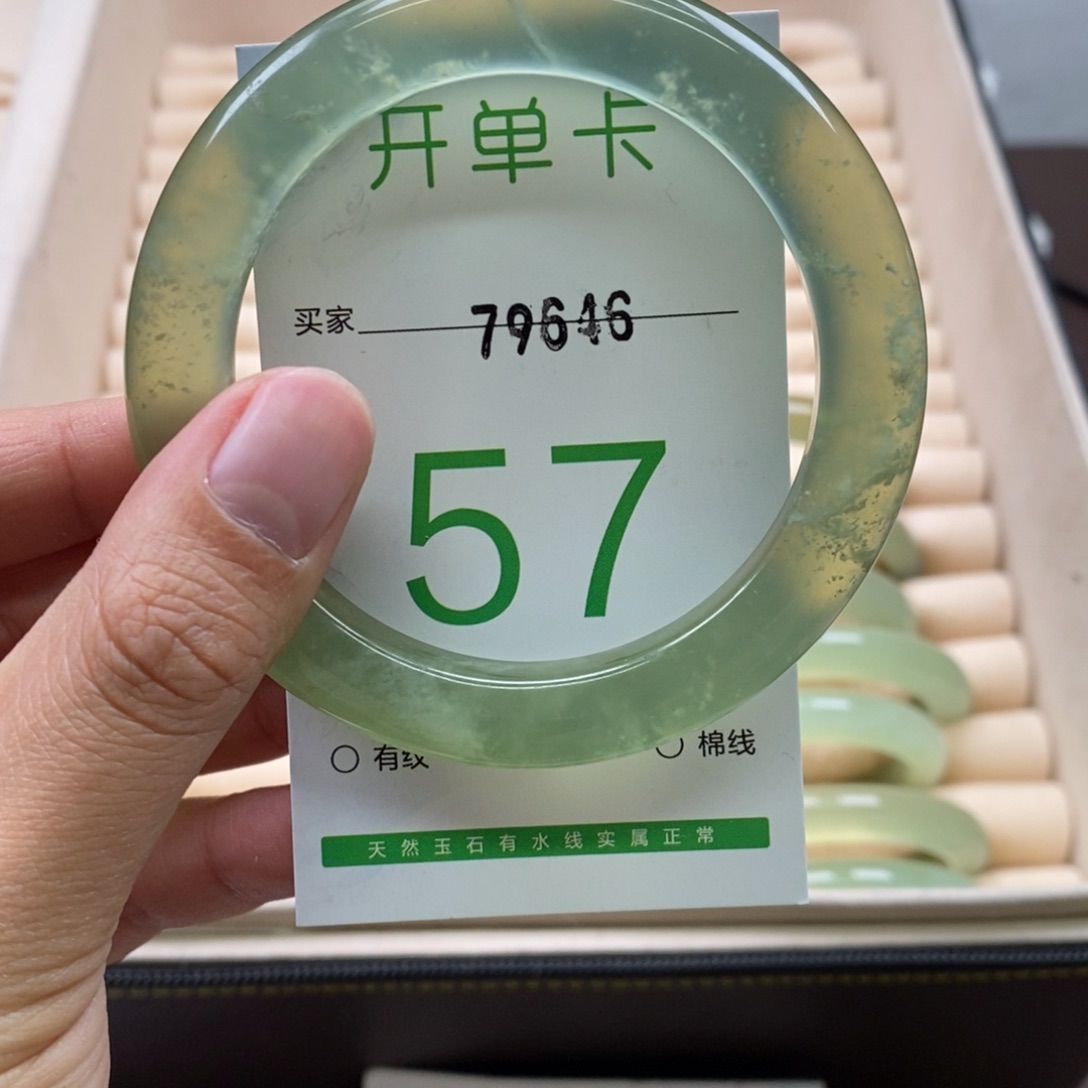 开单卡
买家 79646
57
有纹 棉线
天然玉石有水线实属正常